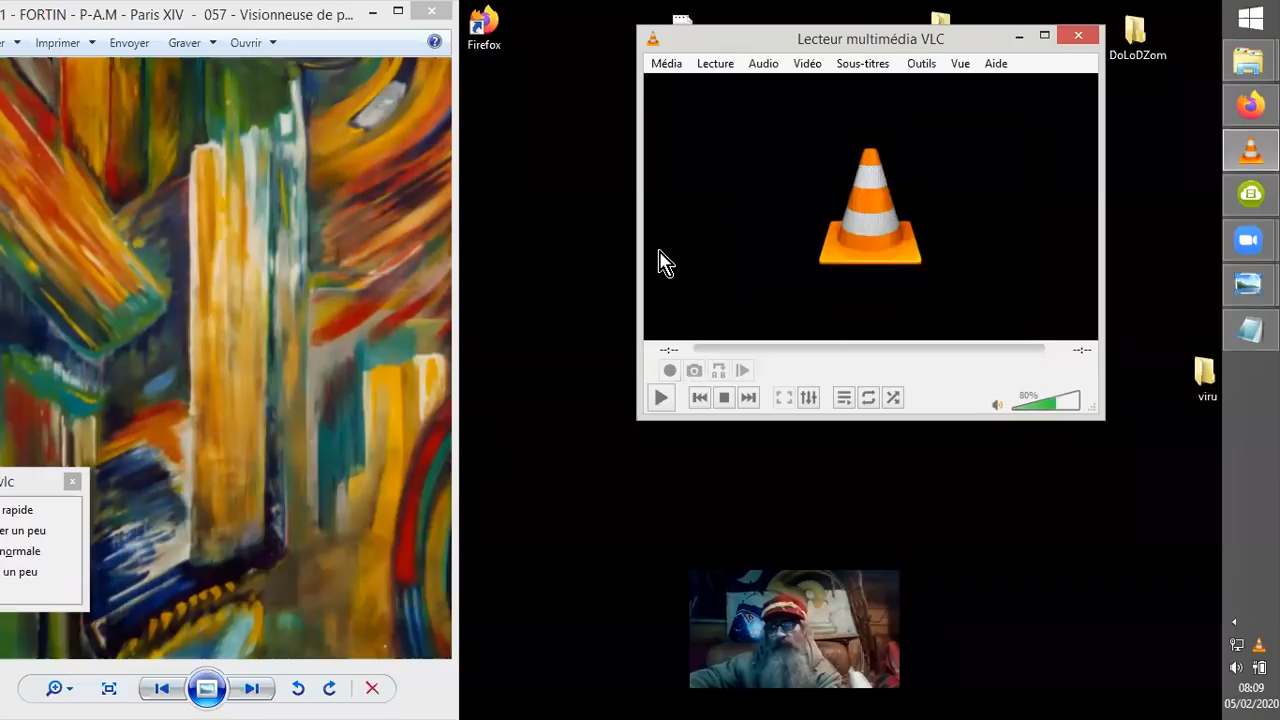 1 - FORTIN - P-A.M - Paris XIV - 057 - Visionneuse de p...
Imprimer
Envoyer
Graver
Ouvrir
rapide
er un peu
normale
un peu
Firefox
Lecteur multimédia VLC
Média Lecture Audio Vidéo Sous-titres Outils Vue Aide
--:-- --:--
A B
80%
DoLoDZom
viru
08:09
05/02/2020